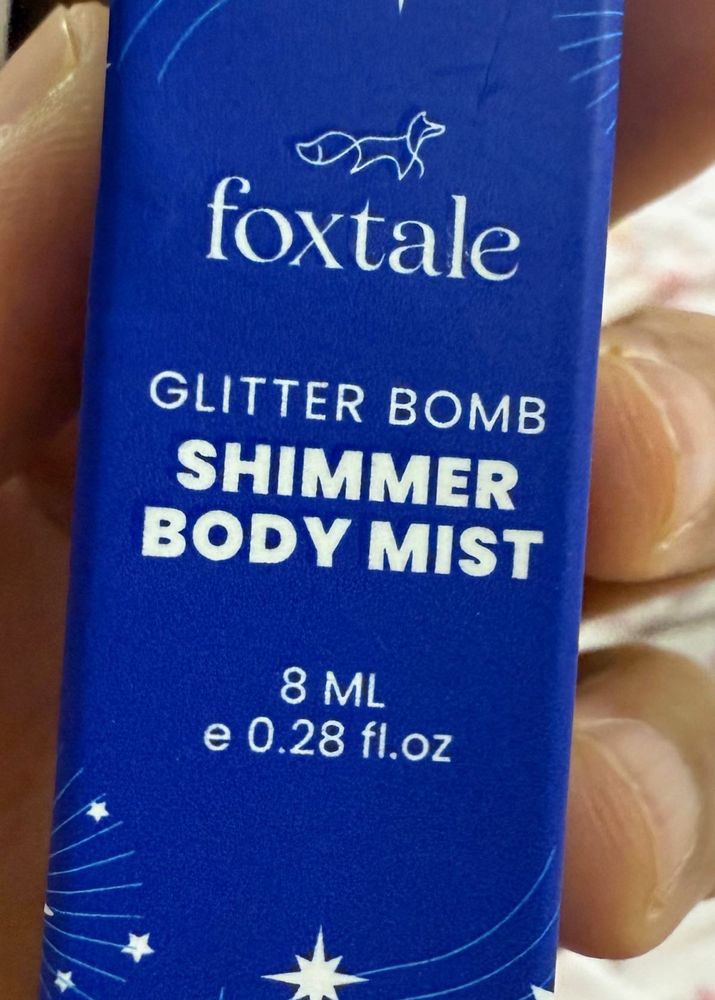 foxtale
GLITTER BOMB
SHIMMER
BODY MIST
8 ML
e 0.28 fl.oz